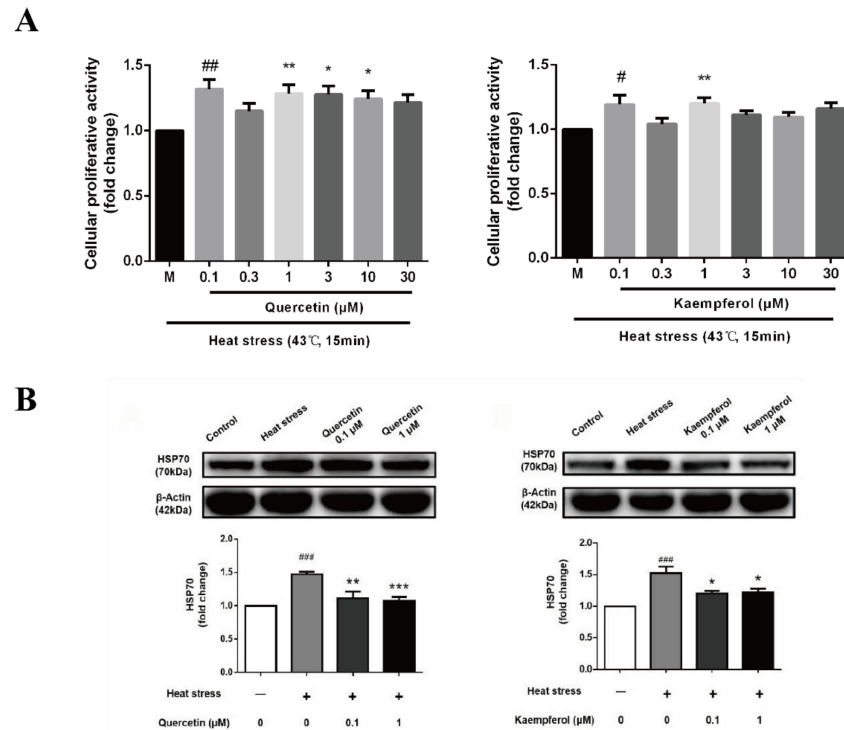 A
Cellular proliferative activity
(fold change)
1.5
1.0
0.5
0.0
##
**
*
*
M 0.1 0.3 1 3 10 30
Quercetin (μM)
Heat stress (43℃, 15min)
Cellular proliferative activity
(fold change)
1.5
1.0
0.5
0.0
#
**
M 0.1 0.3 1 3 10 30
Kaempferol (μM)
Heat stress (43℃, 15min)
B
Control
Heat stress
Quercetin
0.1 μM
Quercetin
1 μM
HSP70
(70kDa)
β-Actin
(42kDa)
HSP70
(fold change)
2.0
1.5
1.0
0.5
0.0
###
**
***
Heat stress — + + +
Quercetin (μM) 0 0 0.1 1
Control
Heat stress
Kaempferol
0.1 μM
Kaempferol
1 μM
HSP70
(70kDa)
β-Actin
(42kDa)
HSP70
(fold change)
2.0
1.5
1.0
0.5
0.0
###
*
*
Heat stress — + + +
Kaempferol (μM) 0 0 0.1 1